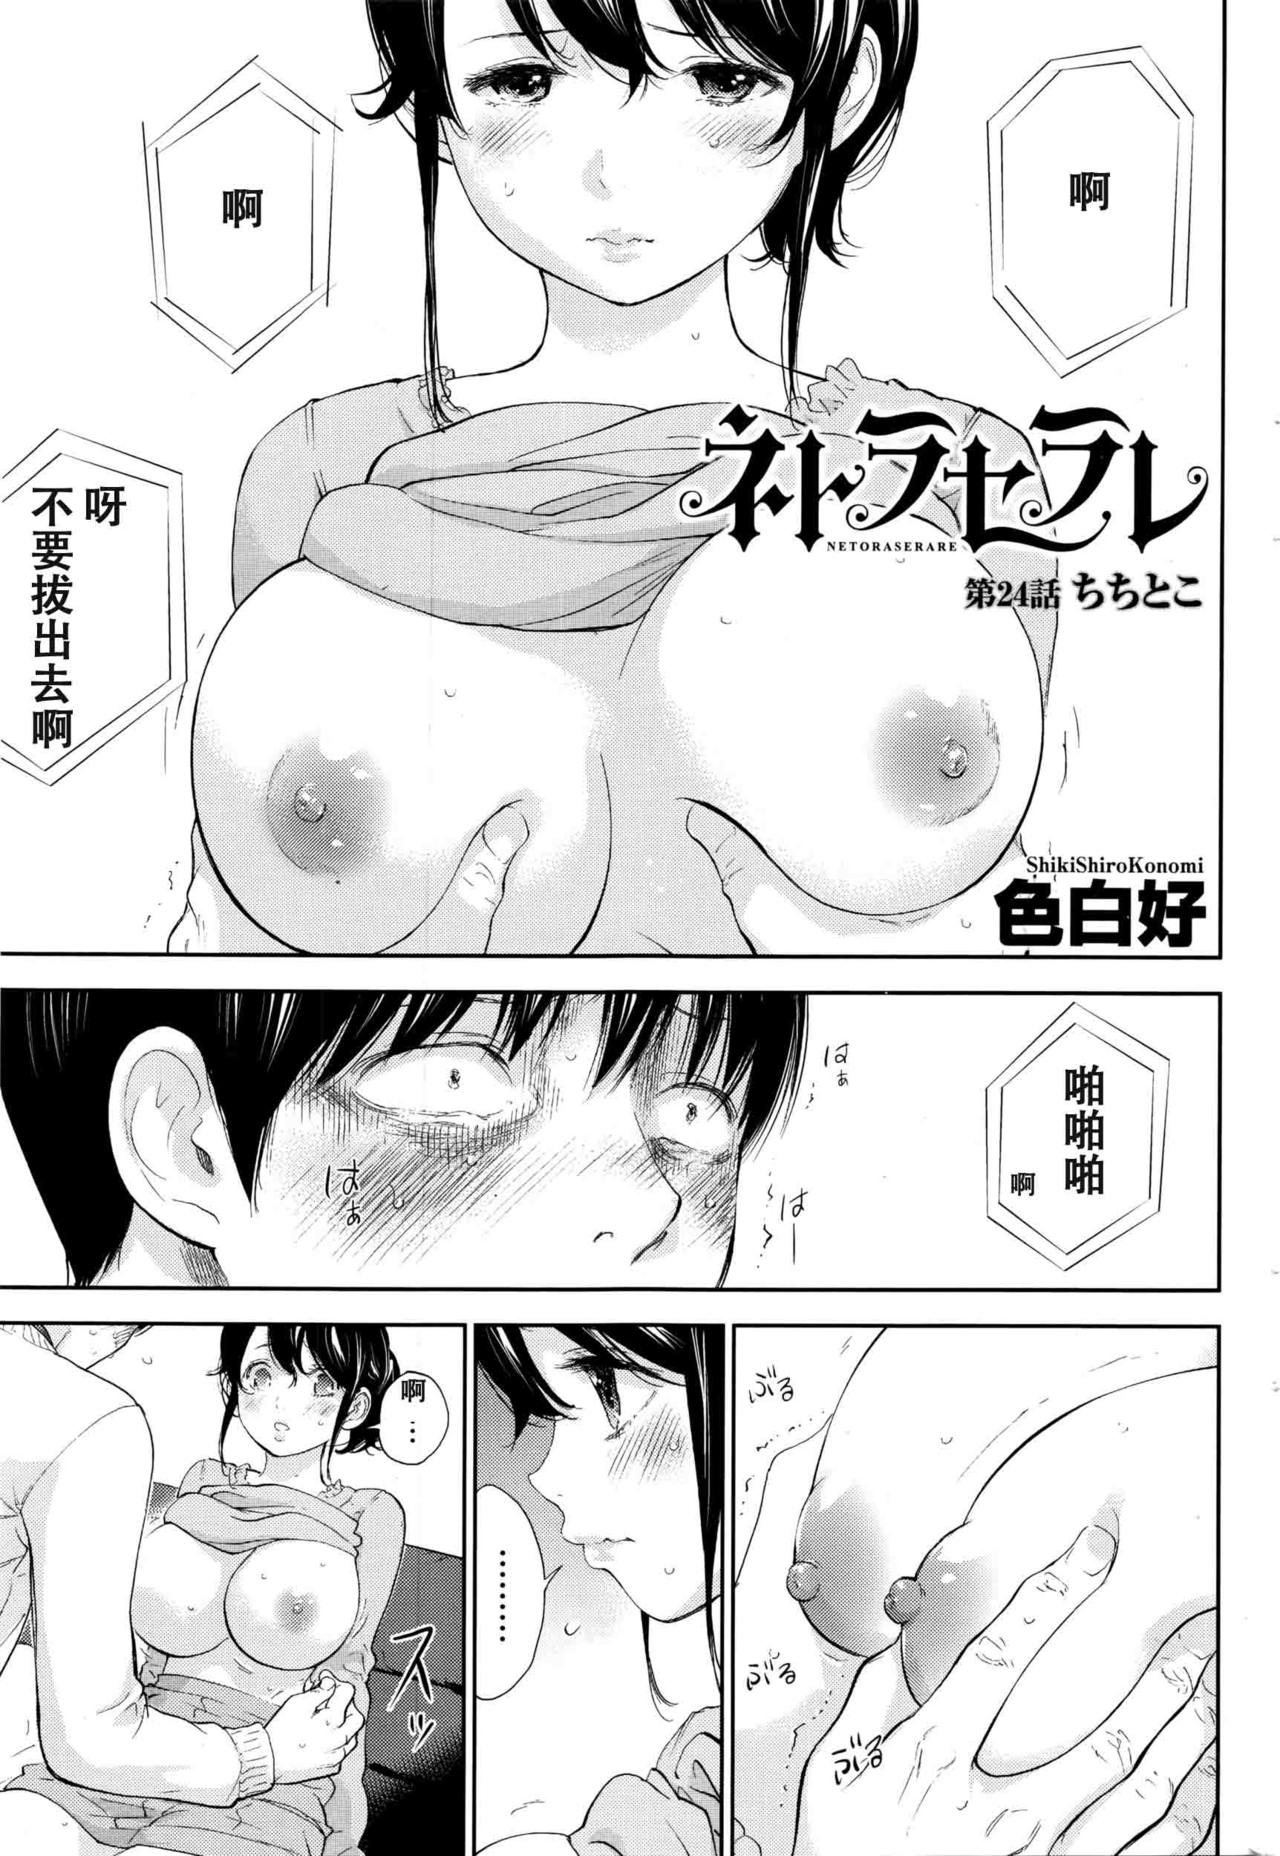 啊
啊
呀
不要拔出去啊
ネトラセラレ
NETORASERARE
第24話 ちちとこ
ShikiShiroKonomi
色白好
啪啪啪
啊
はぁ
はー
はぁ
ぶる
ぶる
ぶる
………
啊…
スッ